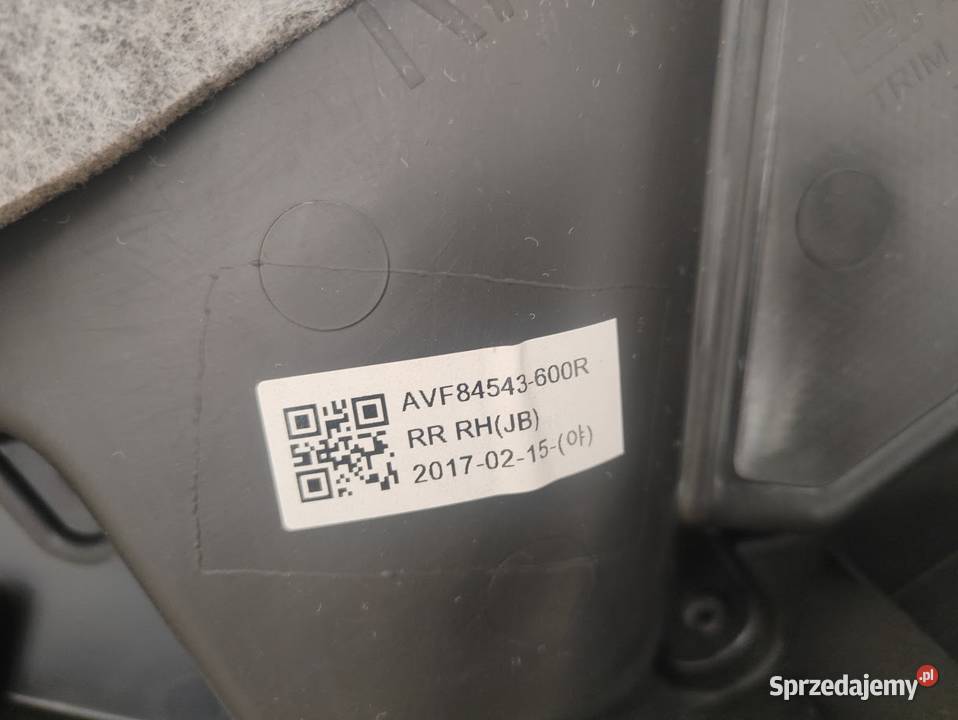 TRIM
AVF84543-600R
RR RH(JB)
2017-02-15-(야)
Sprzedajemy.pl